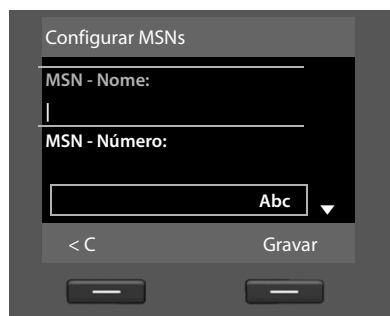 Configurar MSNs
MSN - Nome:
MSN - Número:
Abc
< C Gravar